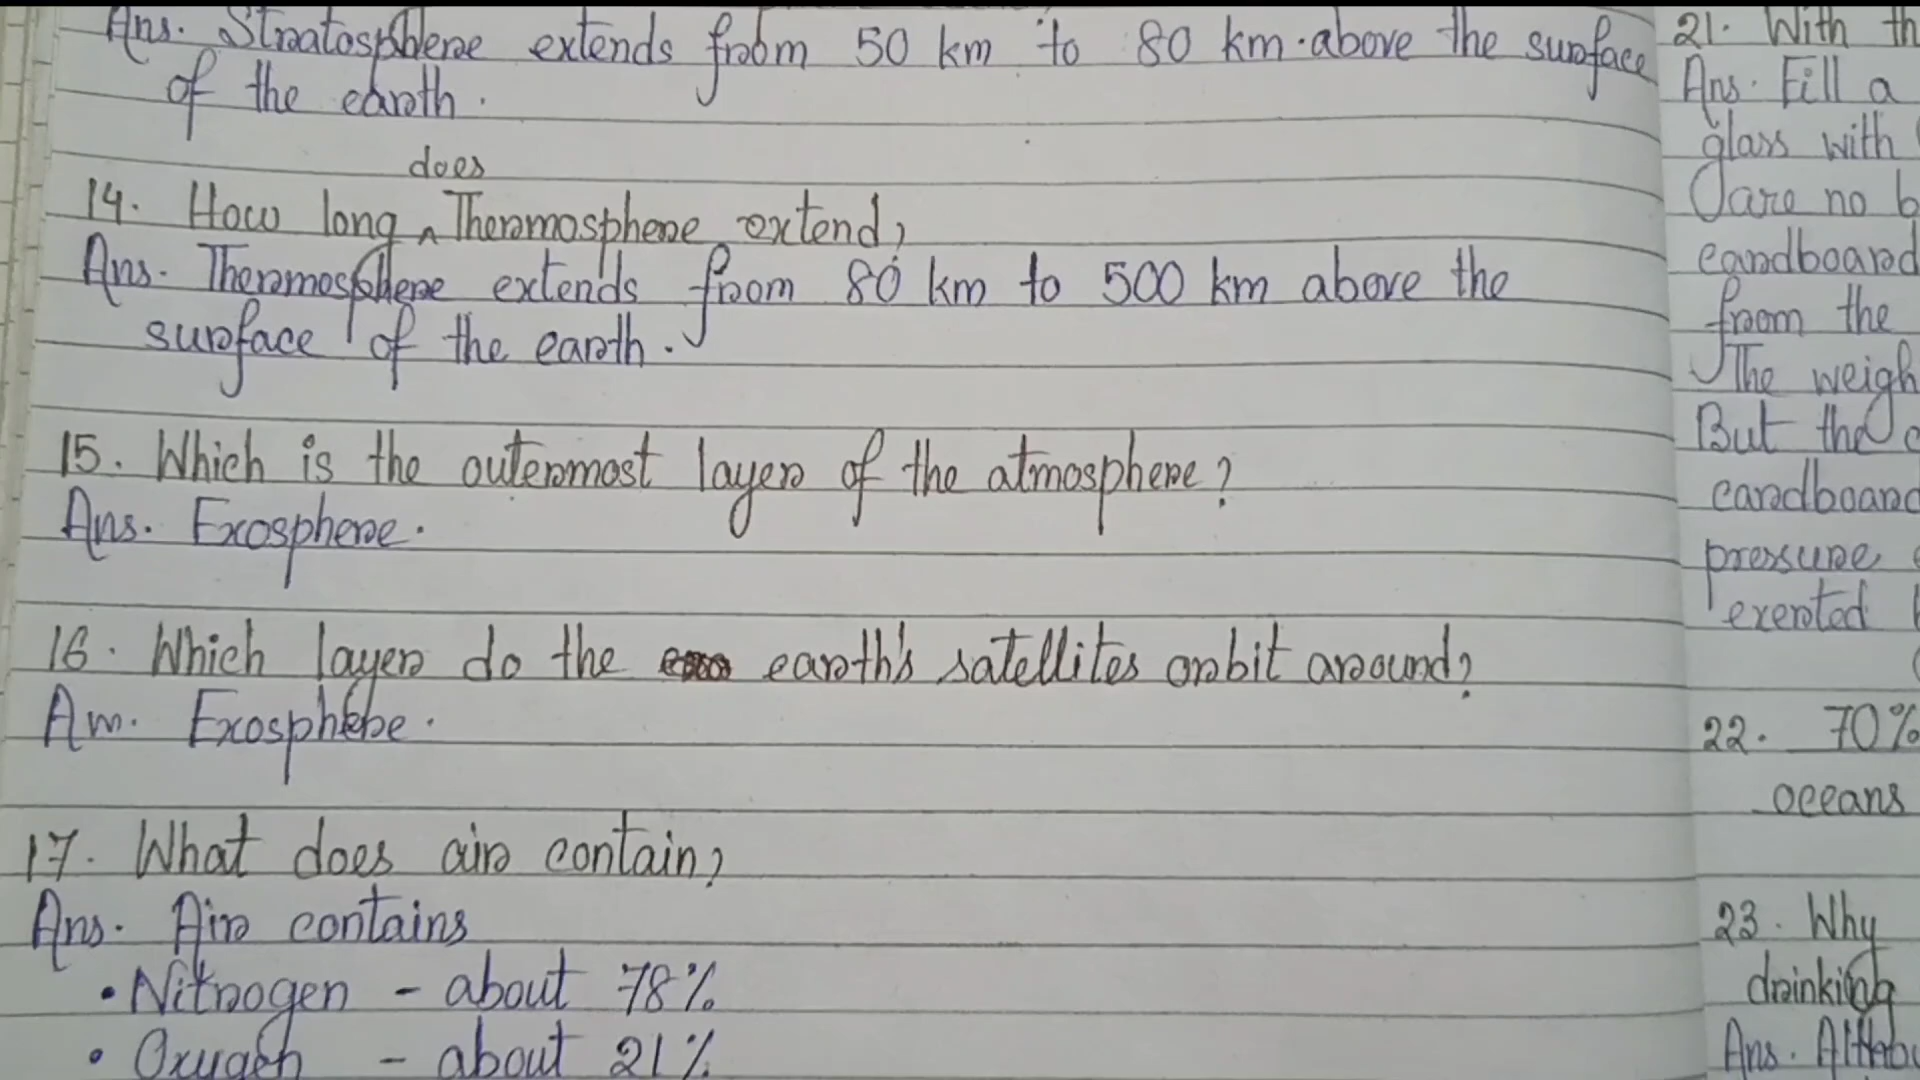 Ans. Stratosphere extends from 50 km to 80 km above the surface
of the earth.
does
14. How long ^ Thermosphere extend?
Ans. Thermosphere extends from 80 km to 500 km above the
surface of the earth.
15. Which is the outermost layer of the atmosphere?
Ans. Exosphere.
16. Which layer do the earth's satellites orbit around?
Ans. Exosphere.
17. What does air contain?
Ans. Air contains
• Nitrogen - about 78%
• Oxygen - about 21%
21. With th
Ans. Fill a
glass with
are no b
cardboard
from the
The weigh
But the
cardboard
pressure
exerted
22. 70%
oceans
23. Why
drinking
Ans. Altho